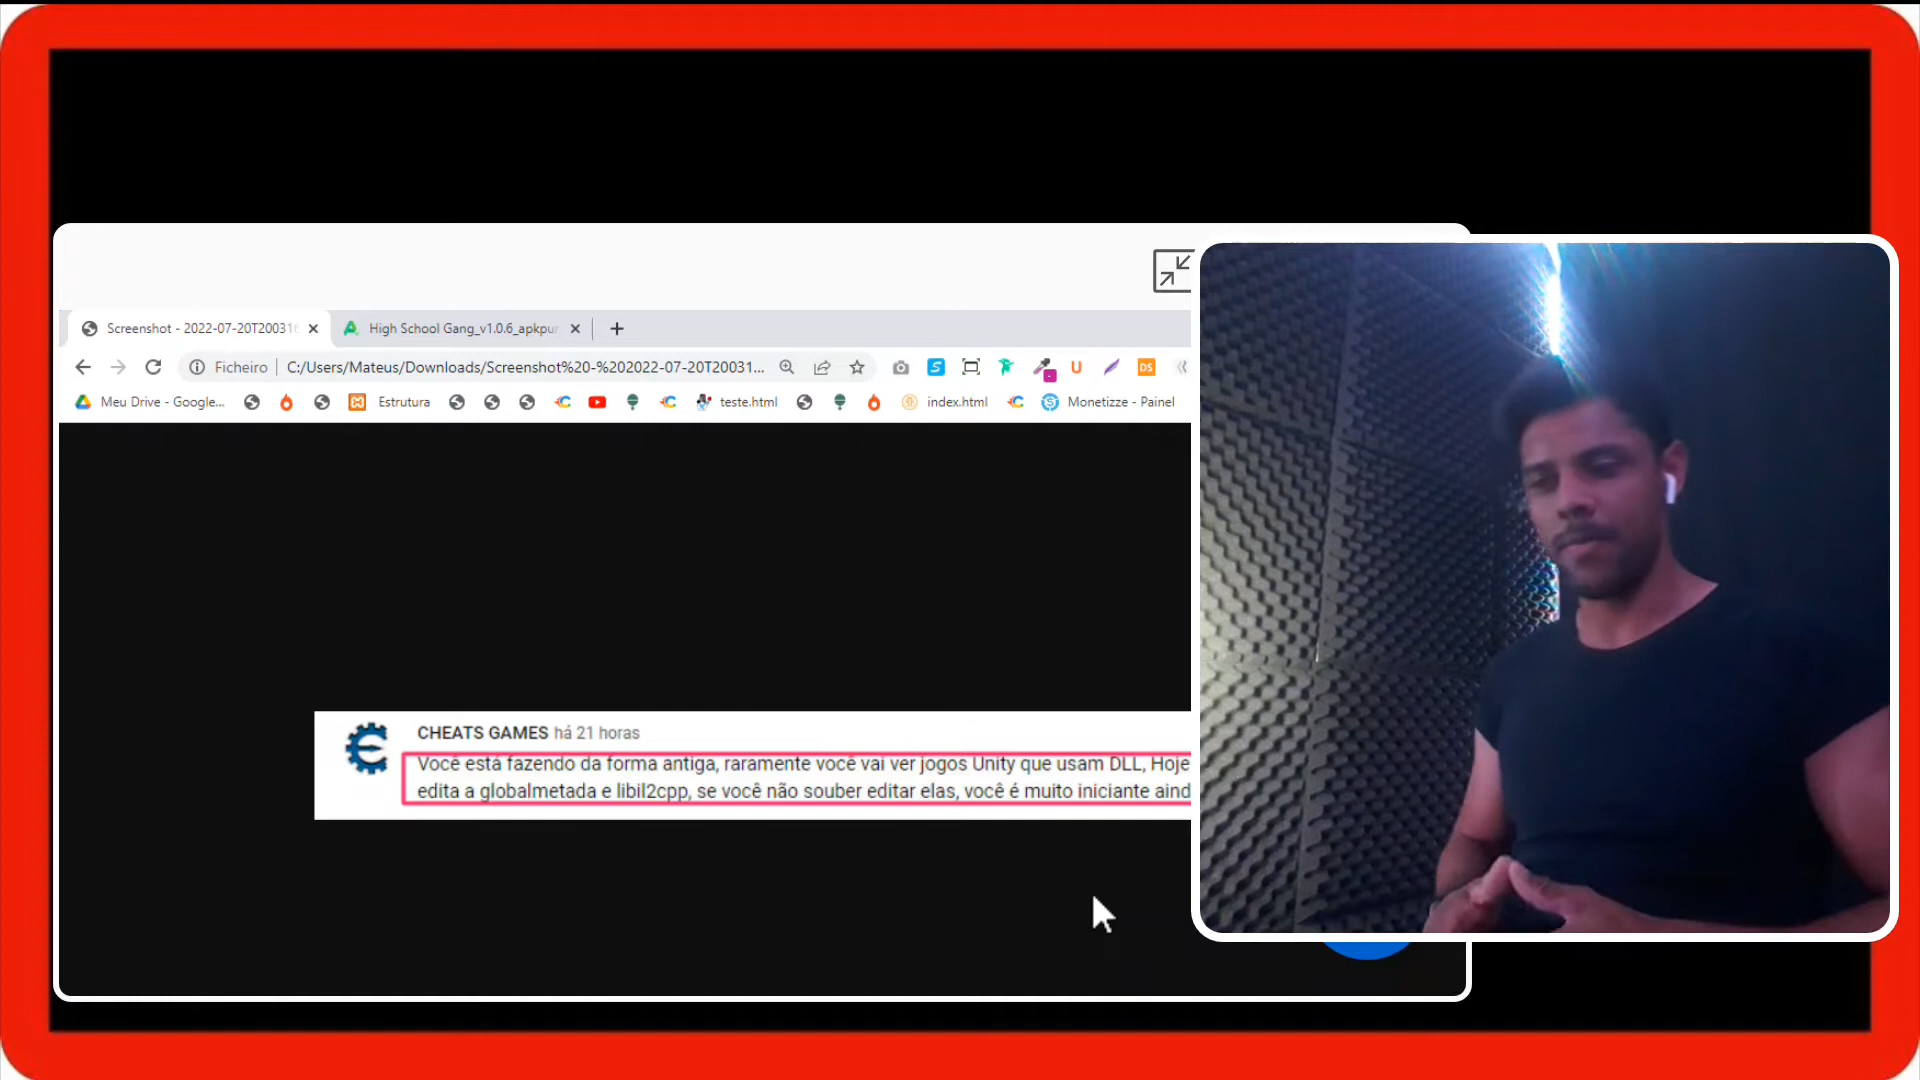 Screenshot - 2022-07-20T200316
High School Gang_v1.0.6_apkpur
Ficheiro
C:/Users/Mateus/Downloads/Screenshot%20-%202022-07-20T20031...
Meu Drive - Google...
Estrutura
teste.html
index.html
Monetizze - Painel
S
U
DS
CHEATS GAMES há 21 horas
Você está fazendo da forma antiga, raramente você vai ver jogos Unity que usam DLL, Hoje
edita a globalmetada e libil2cpp, se você não souber editar elas, você é muito iniciante aind